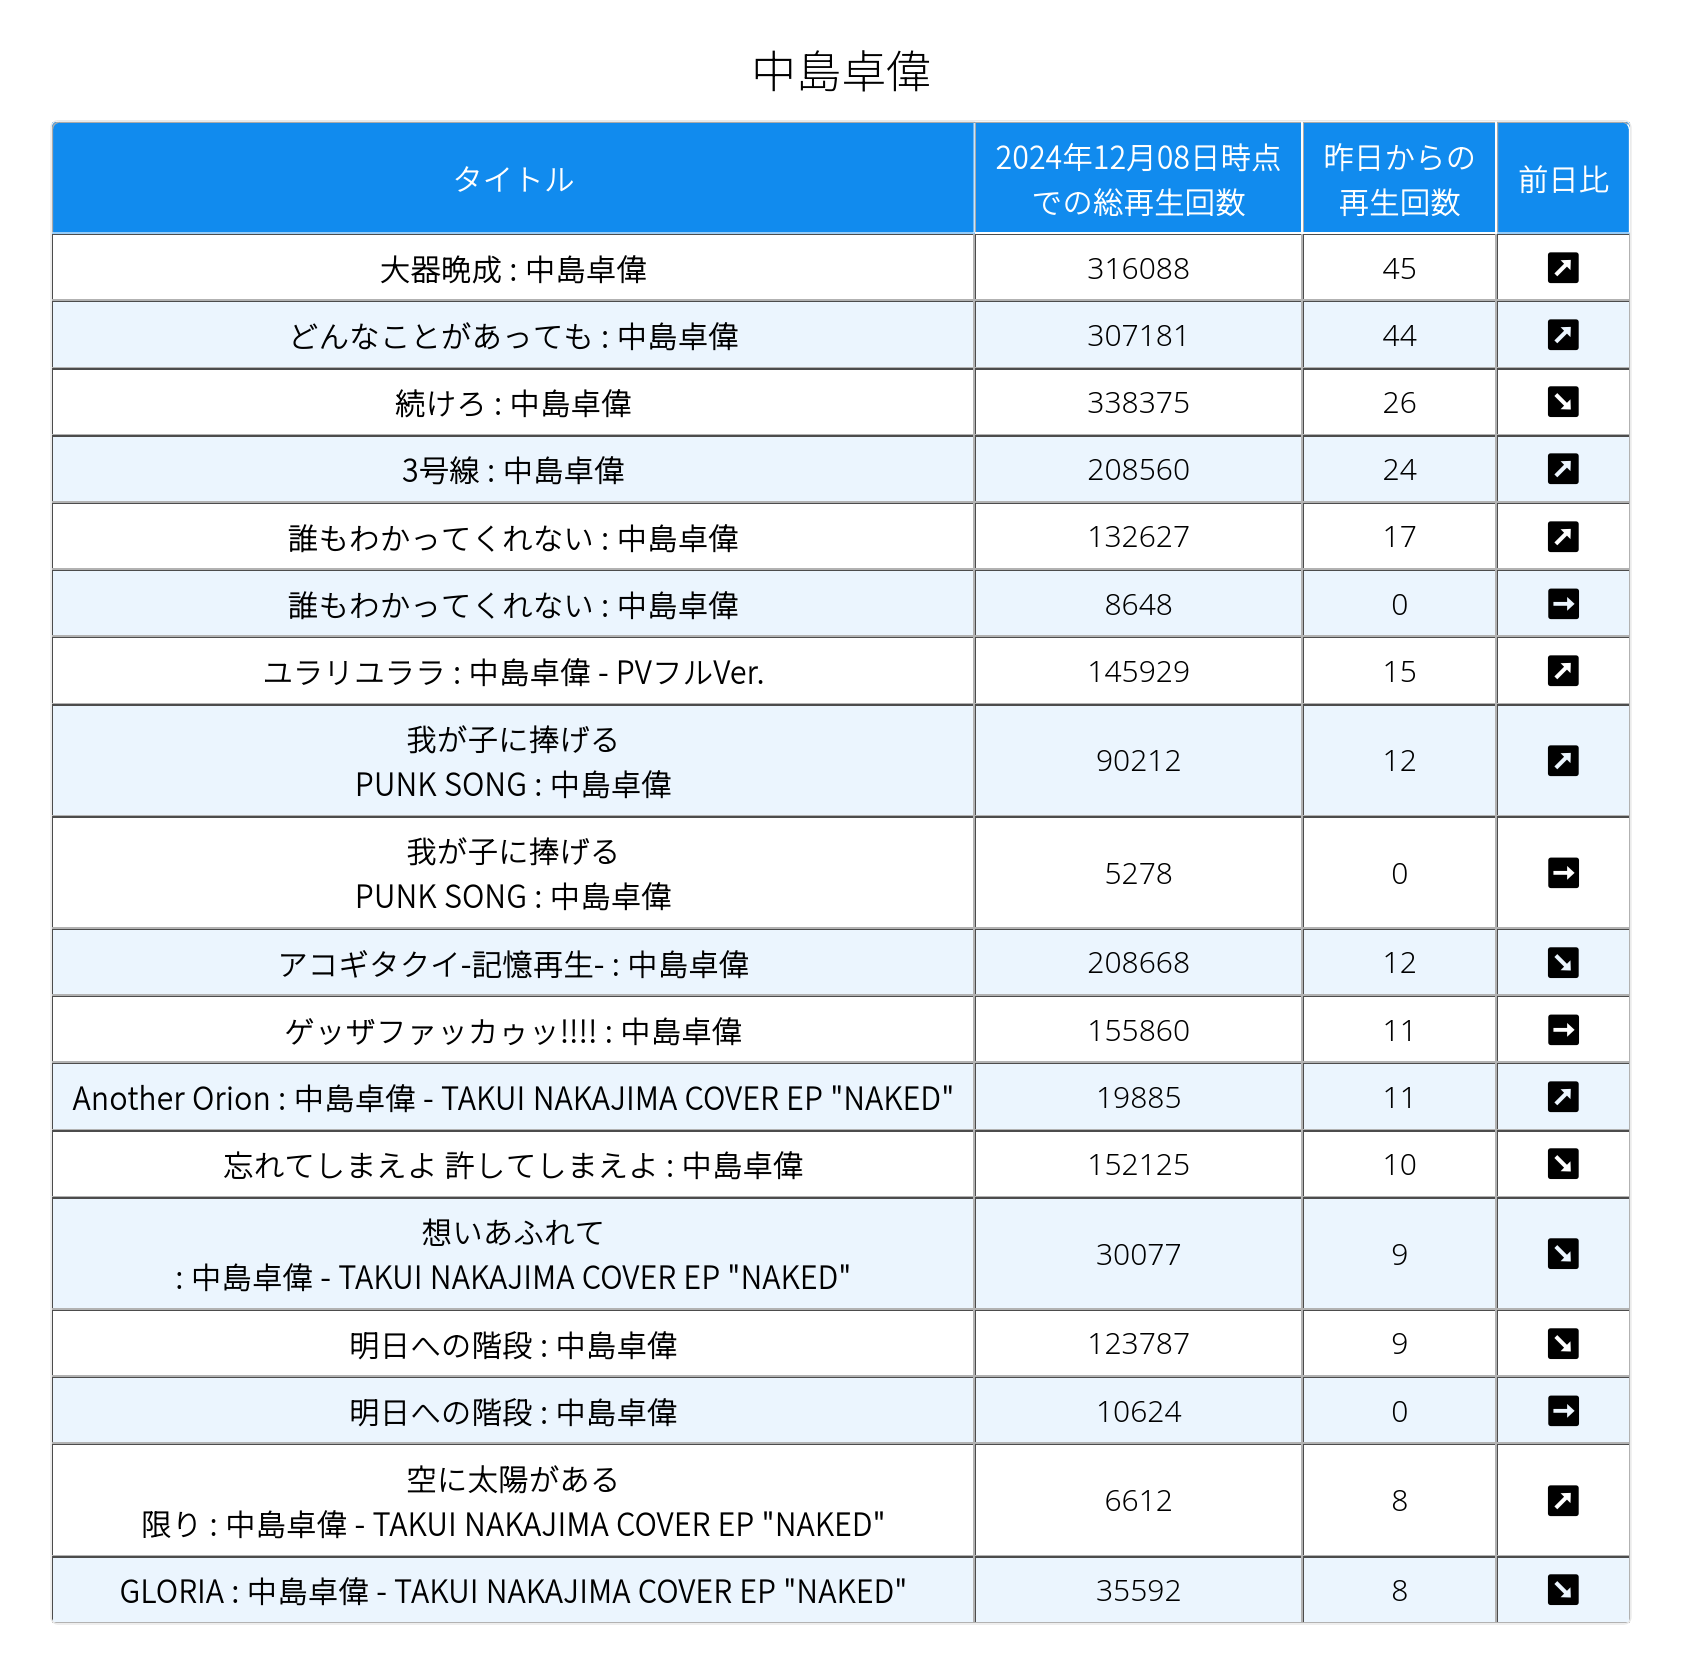 中島卓偉
タイトル
2024年12月08日時点
での総再生回数
昨日からの
再生回数
前日比
大器晩成 : 中島卓偉 316088 45 ↗
どんなことがあっても : 中島卓偉 307181 44 ↗
続けろ : 中島卓偉 338375 26 ↘
3号線 : 中島卓偉 208560 24 ↗
誰もわかってくれない : 中島卓偉 132627 17 ↗
誰もわかってくれない : 中島卓偉 8648 0 →
ユラリユララ : 中島卓偉 - PVフルVer. 145929 15 ↗
我が子に捧げる
PUNK SONG : 中島卓偉 90212 12 ↗
我が子に捧げる
PUNK SONG : 中島卓偉 5278 0 →
アコギタクイ-記憶再生- : 中島卓偉 208668 12 ↘
ゲッザファッカゥッ!!!! : 中島卓偉 155860 11 →
Another Orion : 中島卓偉 - TAKUI NAKAJIMA COVER EP "NAKED" 19885 11 ↗
忘れてしまえよ 許してしまえよ : 中島卓偉 152125 10 ↘
想いあふれて
: 中島卓偉 - TAKUI NAKAJIMA COVER EP "NAKED" 30077 9 ↘
明日への階段 : 中島卓偉 123787 9 ↘
明日への階段 : 中島卓偉 10624 0 →
空に太陽がある
限り : 中島卓偉 - TAKUI NAKAJIMA COVER EP "NAKED" 6612 8 ↗
GLORIA : 中島卓偉 - TAKUI NAKAJIMA COVER EP "NAKED" 35592 8 ↘